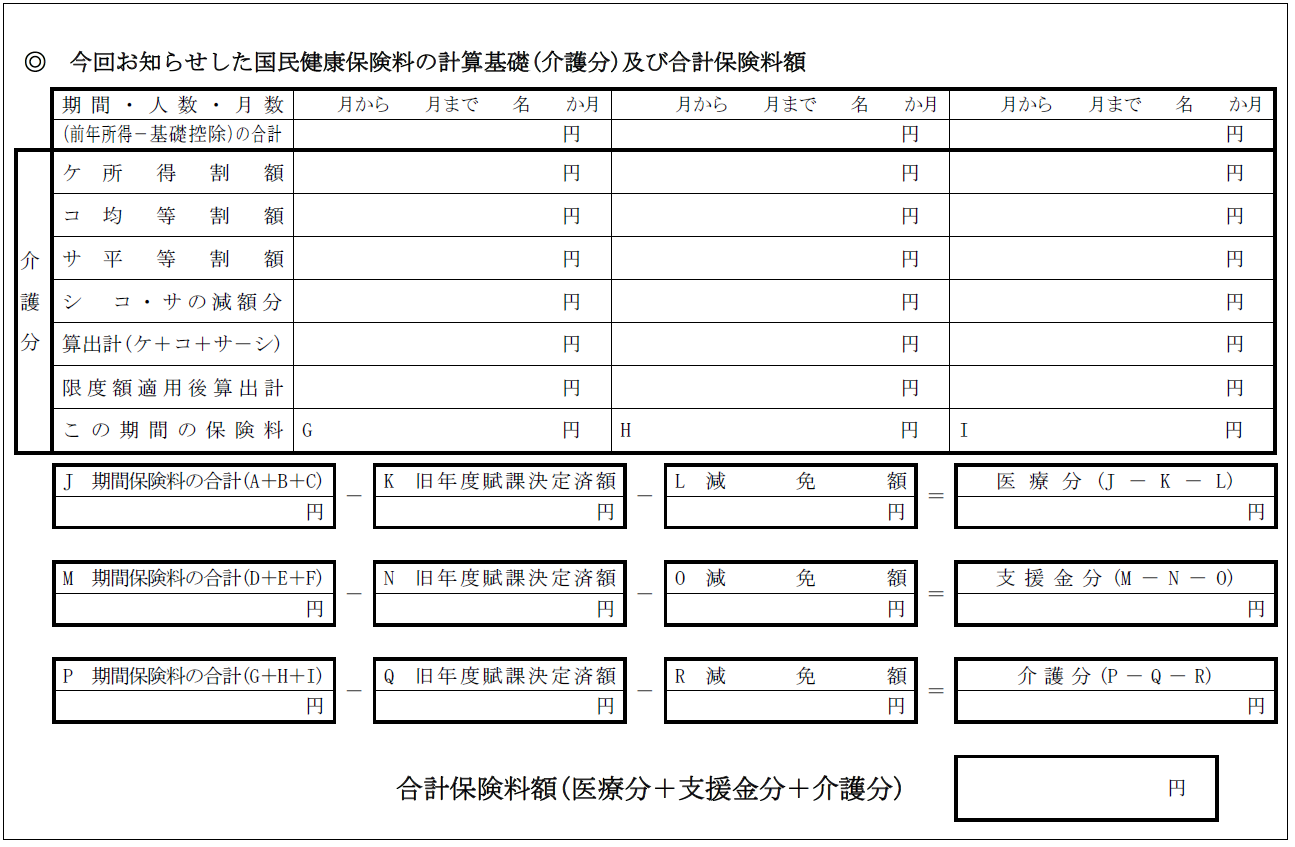 ◎ 今回お知らせした国民健康保険料の計算基礎(介護分)及び合計保険料額
期間・人数・月数 月から 月まで 名 か月 月から 月まで 名 か月 月から 月まで 名 か月
(前年所得－基礎控除)の合計 円 円 円
介護分
ケ所得割額 円 円 円
コ均等割額 円 円 円
サ平等割額 円 円 円
シ コ・サの減額分 円 円 円
算出計(ケ＋コ＋サ－シ) 円 円 円
限度額適用後算出計 円 円 円
この期間の保険料 G 円 H 円 I 円
J 期間保険料の合計(A＋B＋C) － K 旧年度賦課決定済額 － L 減免額 ＝ 医療分(J－K－L)
円 円 円 円
M 期間保険料の合計(D＋E＋F) － N 旧年度賦課決定済額 － O 減免額 ＝ 支援金分(M－N－O)
円 円 円 円
P 期間保険料の合計(G＋H＋I) － Q 旧年度賦課決定済額 － R 減免額 ＝ 介護分(P－Q－R)
円 円 円 円
合計保険料額(医療分＋支援金分＋介護分) 円